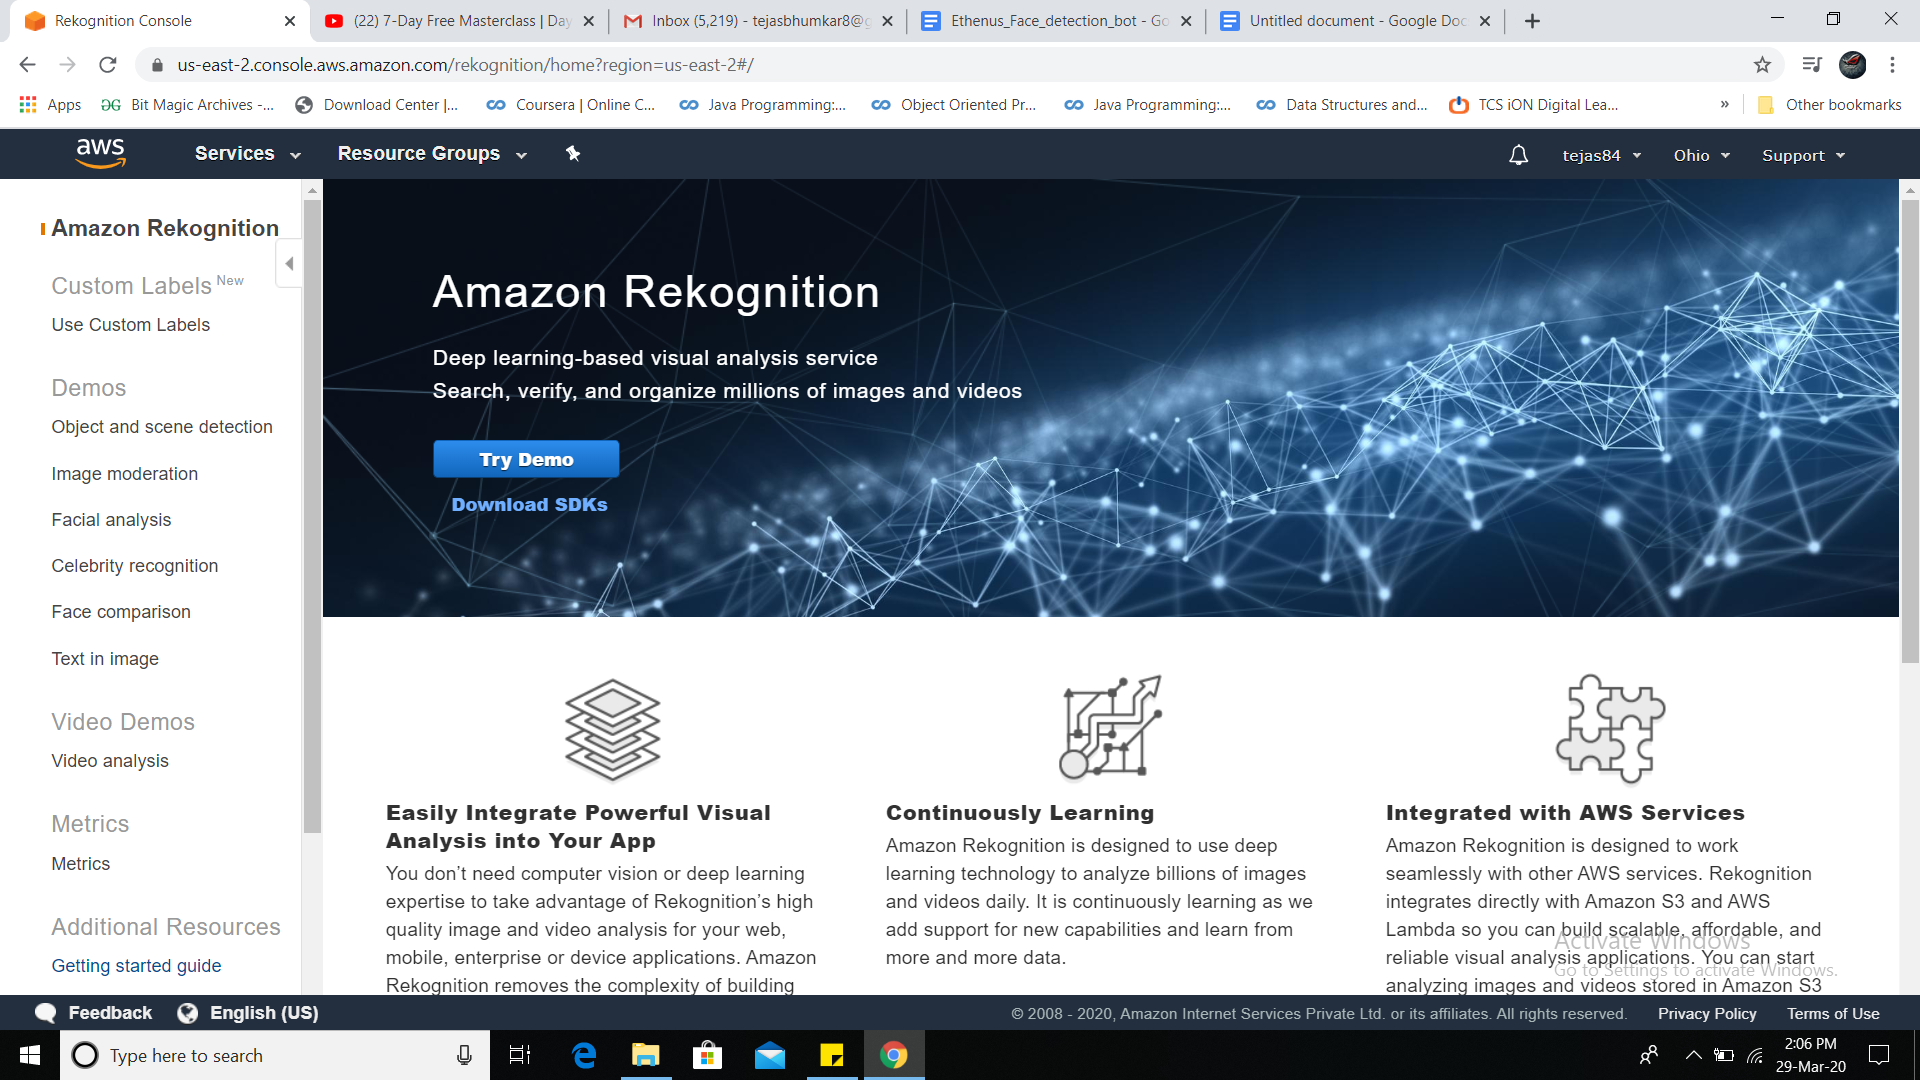 Rekognition Console
(22) 7-Day Free Masterclass | Day
Inbox (5,219) - tejasbhumkar8@g
Ethenus_Face_detection_bot - Go
Untitled document - Google Doc
us-east-2.console.aws.amazon.com/rekognition/home?region=us-east-2#/
Apps
Bit Magic Archives -...
Download Center |...
Coursera | Online C...
Java Programming:...
Object Oriented Pr...
Java Programming:...
Data Structures and...
TCS iON Digital Lea...
»
Other bookmarks
aws
Services
Resource Groups
tejas84
Ohio
Support
Amazon Rekognition
Custom Labels New
Use Custom Labels
Demos
Object and scene detection
Image moderation
Facial analysis
Celebrity recognition
Face comparison
Text in image
Video Demos
Video analysis
Metrics
Metrics
Additional Resources
Getting started guide
Amazon Rekognition
Deep learning-based visual analysis service
Search, verify, and organize millions of images and videos
Try Demo
Download SDKs
Easily Integrate Powerful Visual
Analysis into Your App
You don’t need computer vision or deep learning
expertise to take advantage of Rekognition’s high
quality image and video analysis for your web,
mobile, enterprise or device applications. Amazon
Rekognition removes the complexity of building
Continuously Learning
Amazon Rekognition is designed to use deep
learning technology to analyze billions of images
and videos daily. It is continuously learning as we
add support for new capabilities and learn from
more and more data.
Integrated with AWS Services
Amazon Rekognition is designed to work
seamlessly with other AWS services. Rekognition
integrates directly with Amazon S3 and AWS
Lambda so you can build scalable, affordable, and
reliable visual analysis applications. You can start
analyzing images and videos stored in Amazon S3
Activate Windows
Go to Settings to activate Windows.
Feedback
English (US)
© 2008 - 2020, Amazon Internet Services Private Ltd. or its affiliates. All rights reserved.
Privacy Policy
Terms of Use
Type here to search
2:06 PM
29-Mar-20